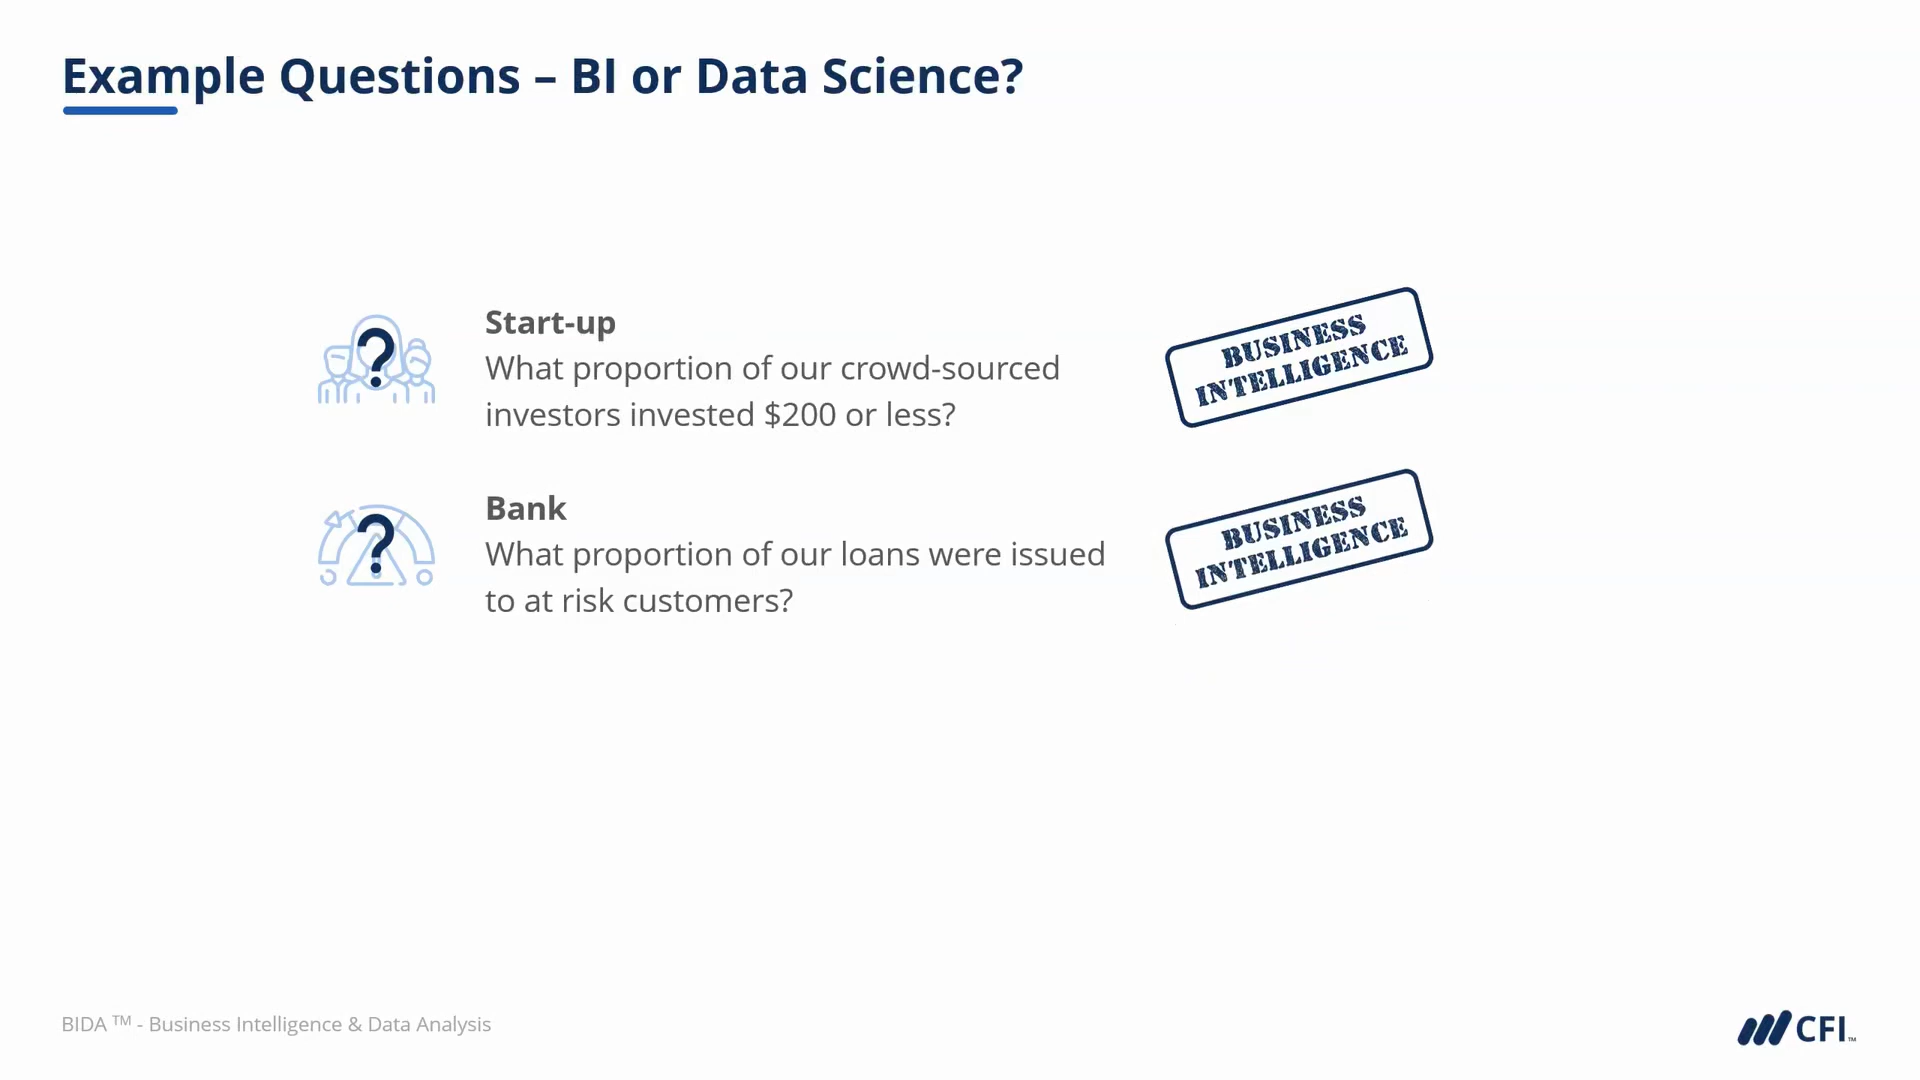 Example Questions – BI or Data Science?
Start-up
What proportion of our crowd-sourced
investors invested $200 or less?
BUSINESS
INTELLIGENCE
Bank
What proportion of our loans were issued
to at risk customers?
BUSINESS
INTELLIGENCE
BIDA ™ - Business Intelligence & Data Analysis
CFI™